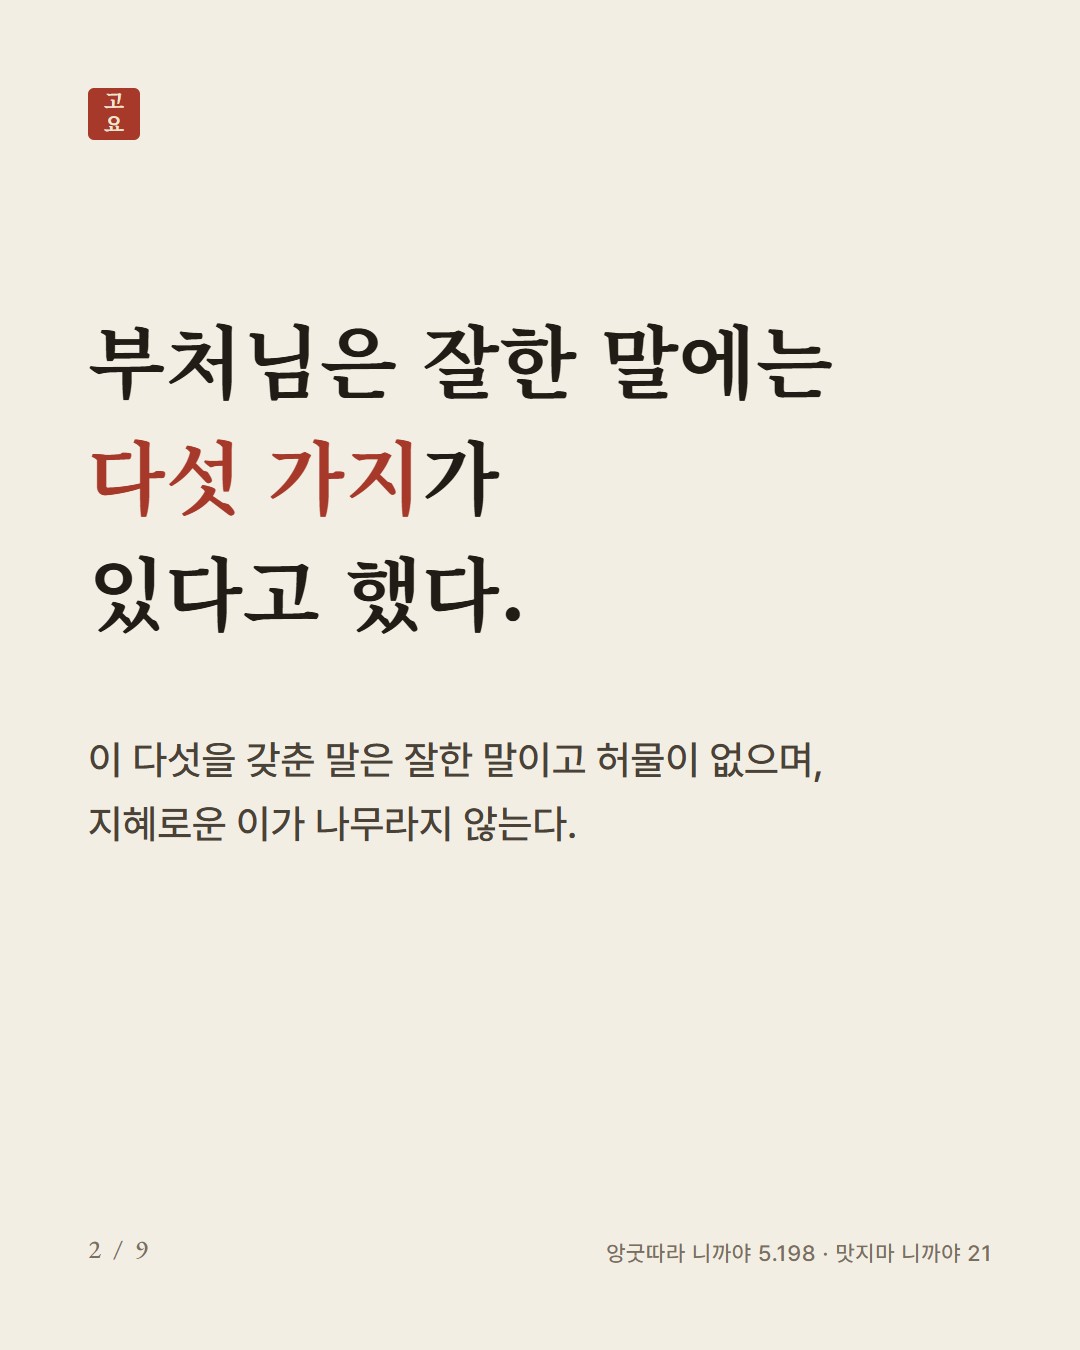 고
요
부처님은 잘한 말에는
다섯 가지가
있다고 했다.
이 다섯을 갖춘 말은 잘한 말이고 허물이 없으며,
지혜로운 이가 나무라지 않는다.
2 / 9
앙굿따라 니까야 5.198 · 맛지마 니까야 21